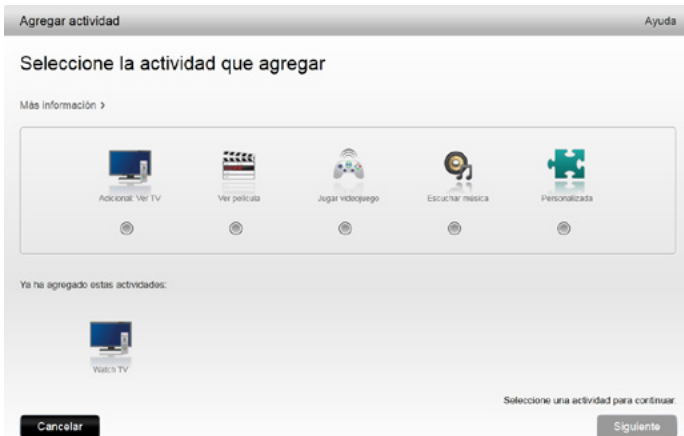 Agregar actividad
Ayuda
Seleccione la actividad que agregar
Más información >
Adicional: Ver TV
Ver película
Jugar videojuego
Escuchar música
Personalizada
Ya ha agregado estas actividades:
Watch TV
Seleccione una actividad para continuar.
Cancelar
Siguiente